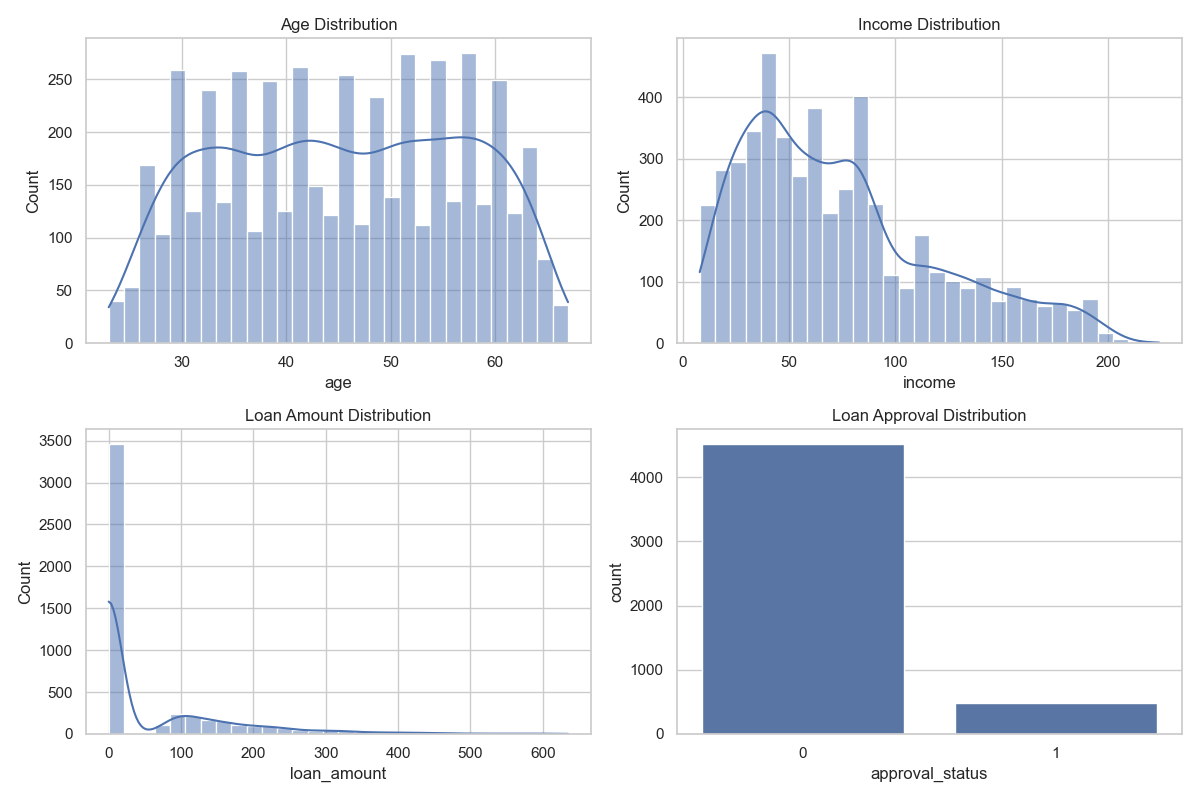 Age Distribution
Count
250
200
150
100
50
0
30 40 50 60
age
Income Distribution
Count
400
300
200
100
0
0 50 100 150 200
income
Loan Amount Distribution
Count
3500
3000
2500
2000
1500
1000
500
0
0 100 200 300 400 500 600
loan_amount
Loan Approval Distribution
count
4000
3000
2000
1000
0
0 1
approval_status